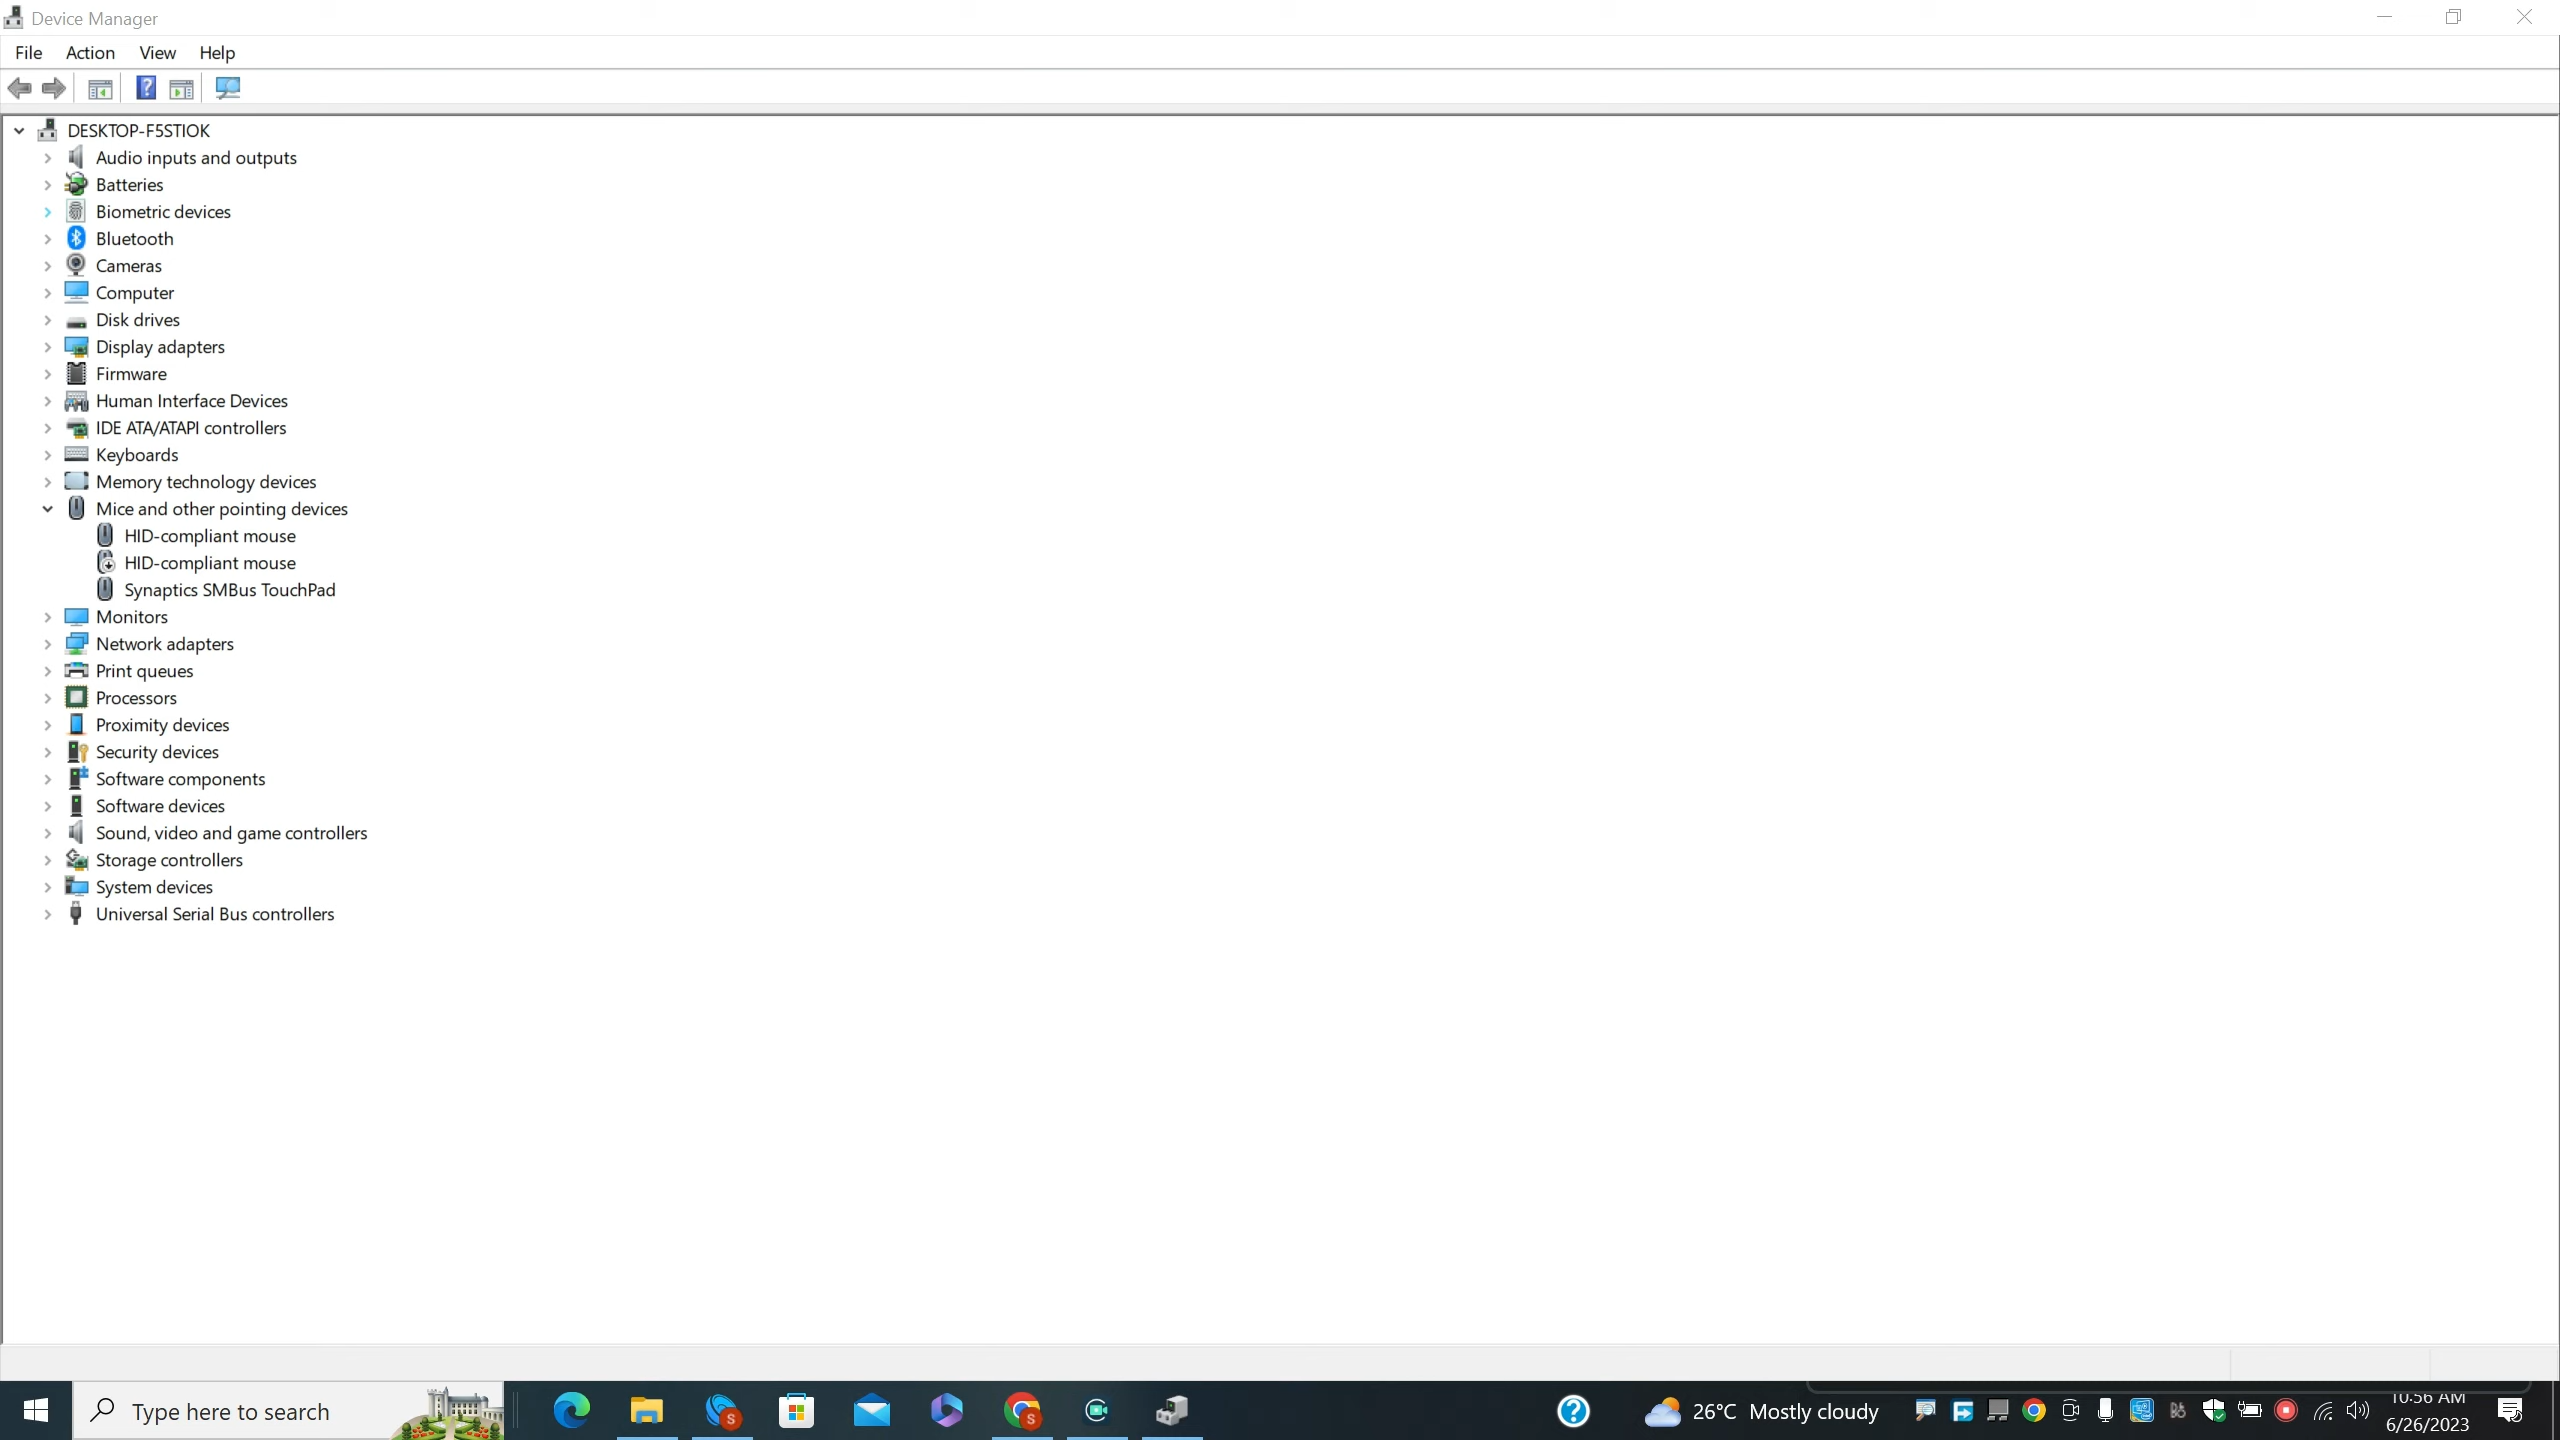 Device Manager
File Action View Help
DESKTOP-F5STIOK
Audio inputs and outputs
Batteries
Biometric devices
Bluetooth
Cameras
Computer
Disk drives
Display adapters
Firmware
Human Interface Devices
IDE ATA/ATAPI controllers
Keyboards
Memory technology devices
Mice and other pointing devices
HID-compliant mouse
HID-compliant mouse
Synaptics SMBus TouchPad
Monitors
Network adapters
Print queues
Processors
Proximity devices
Security devices
Software components
Software devices
Sound, video and game controllers
Storage controllers
System devices
Universal Serial Bus controllers
Type here to search
26°C Mostly cloudy
10:56 AM
6/26/2023